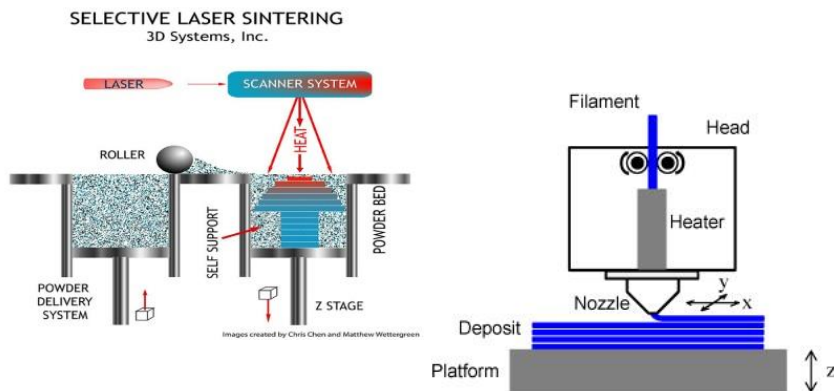 SELECTIVE LASER SINTERING
3D Systems, Inc.
LASER
SCANNER SYSTEM
HEAT
ROLLER
POWDER BED
SELF SUPPORT
POWDER
DELIVERY
SYSTEM
Z STAGE
Images created by Chris Chen and Matthew Wettergreen
Filament
Head
Heater
Nozzle
y
x
Deposit
Platform
z